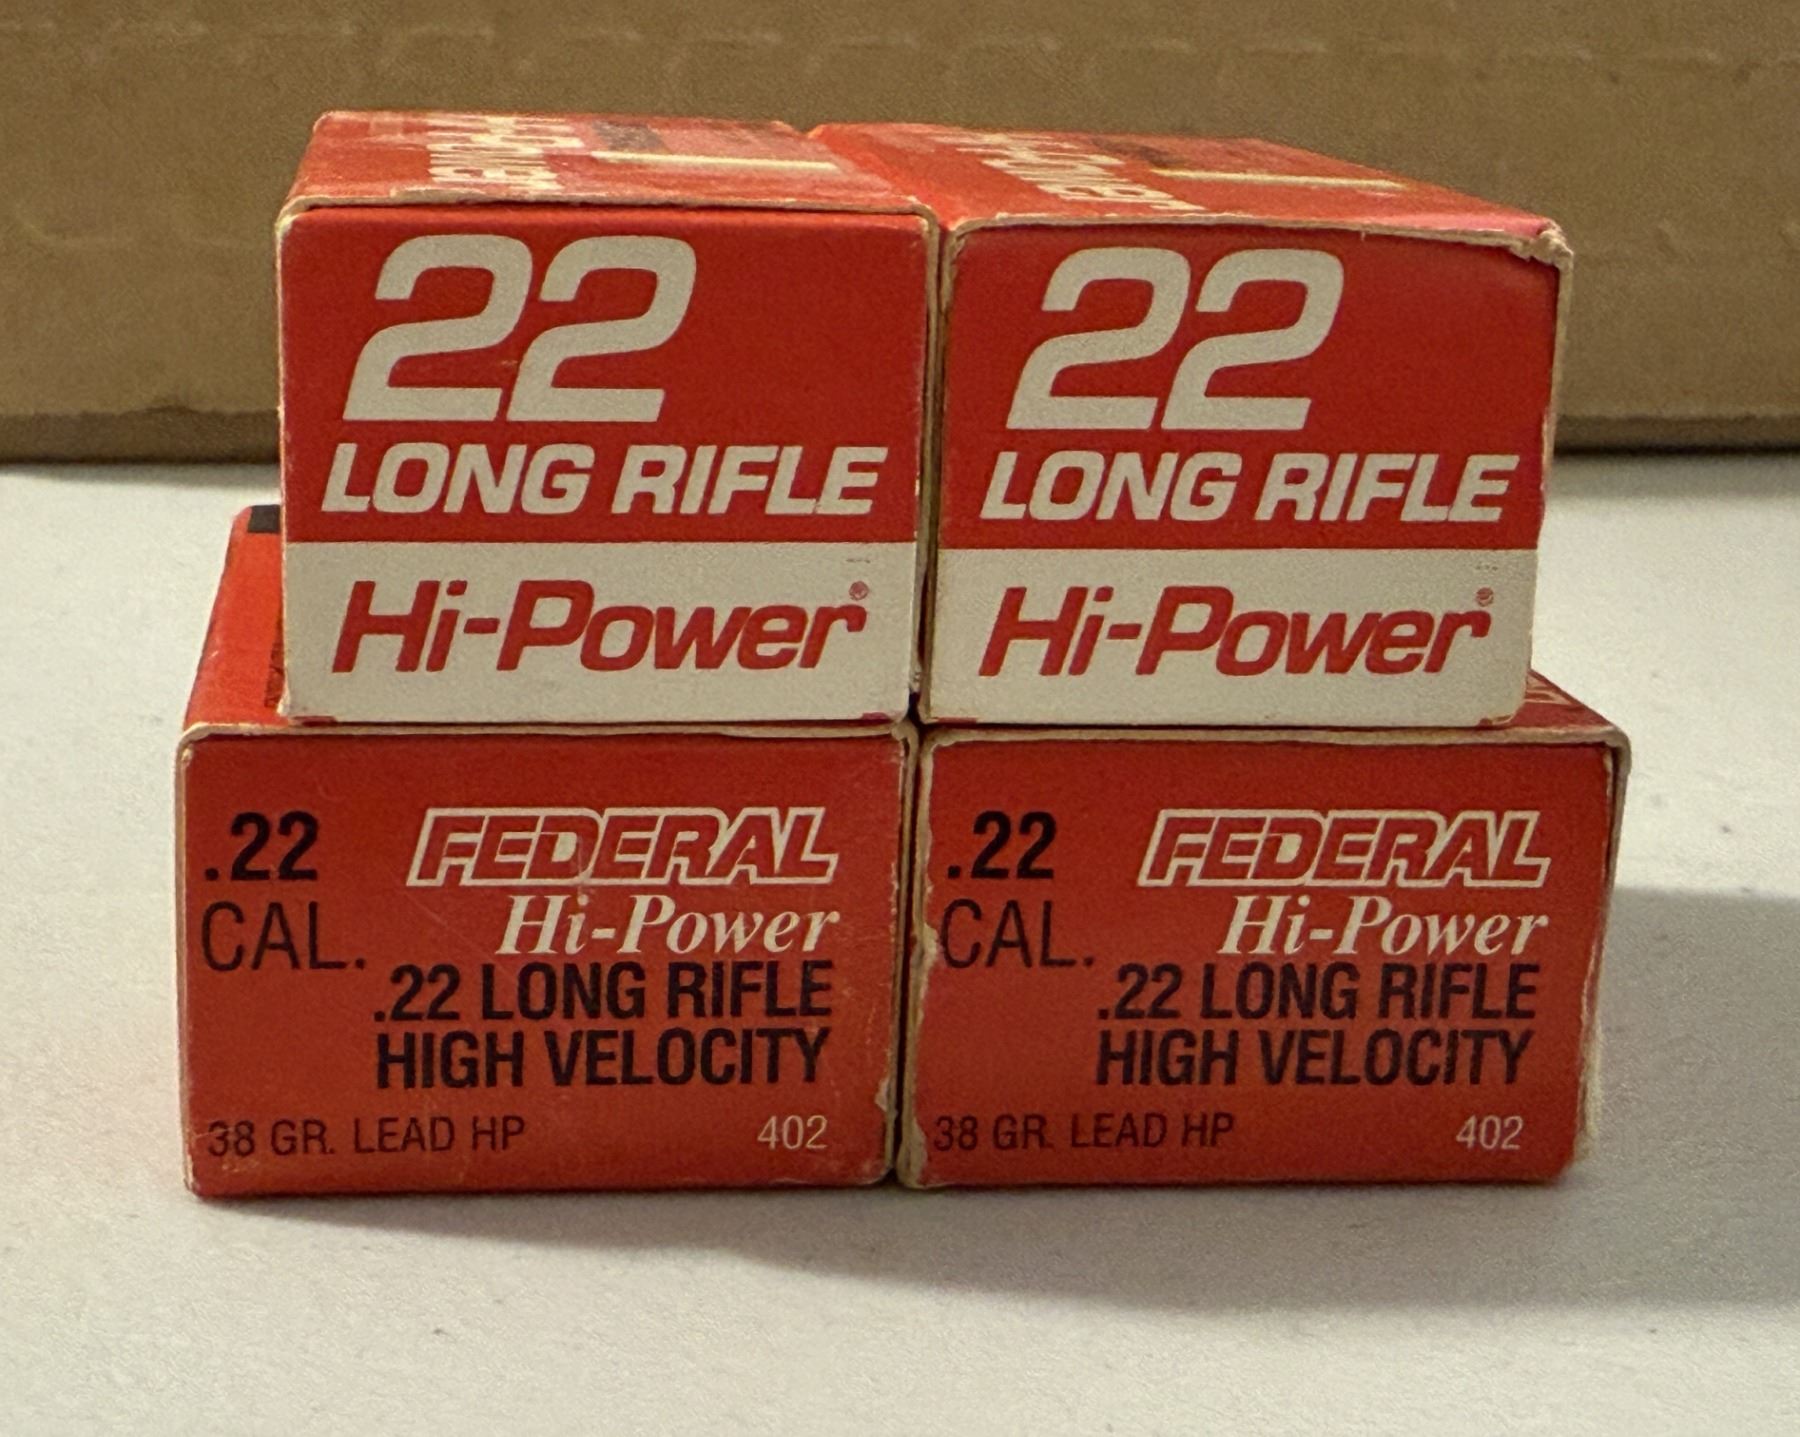 22
LONG RIFLE
Hi-Power®
22
LONG RIFLE
Hi-Power®
.22
CAL.
FEDERAL
Hi-Power
.22 LONG RIFLE
HIGH VELOCITY
38 GR. LEAD HP
402
.22
CAL.
FEDERAL
Hi-Power
.22 LONG RIFLE
HIGH VELOCITY
38 GR. LEAD HP
402